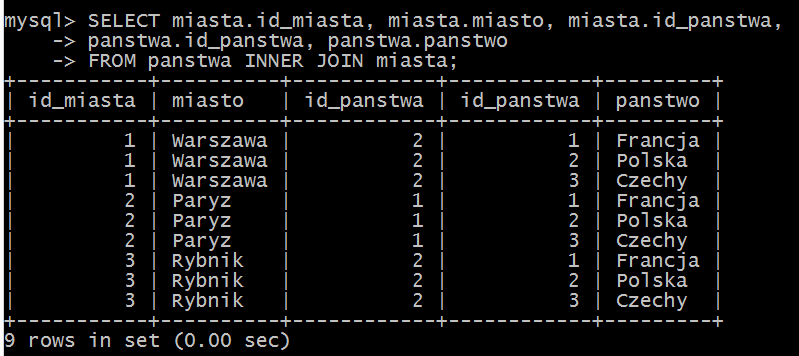 mysql> SELECT miasta.id_miasta, miasta.miasto, miasta.id_panstwa,
    -> panstwa.id_panstwa, panstwa.panstwo
    -> FROM panstwa INNER JOIN miasta;
+-----------+----------+------------+------------+---------+
| id_miasta | miasto   | id_panstwa | id_panstwa | panstwo |
+-----------+----------+------------+------------+---------+
|         1 | Warszawa |          2 |          1 | Francja |
|         1 | Warszawa |          2 |          2 | Polska  |
|         1 | Warszawa |          2 |          3 | Czechy  |
|         2 | Paryz    |          1 |          1 | Francja |
|         2 | Paryz    |          1 |          2 | Polska  |
|         2 | Paryz    |          1 |          3 | Czechy  |
|         3 | Rybnik   |          2 |          1 | Francja |
|         3 | Rybnik   |          2 |          2 | Polska  |
|         3 | Rybnik   |          2 |          3 | Czechy  |
+-----------+----------+------------+------------+---------+
9 rows in set (0.00 sec)